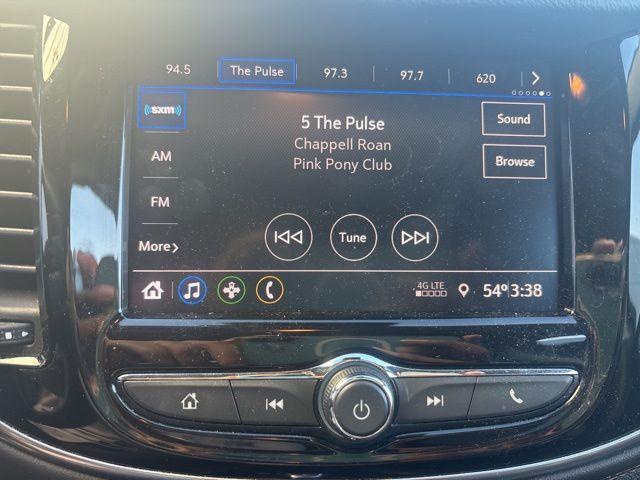 94.5 The Pulse 97.3 97.7 620
sxm
5 The Pulse
Chappell Roan
Pink Pony Club
Sound
Browse
AM
FM
More
Tune
4G LTE
54° 3:38